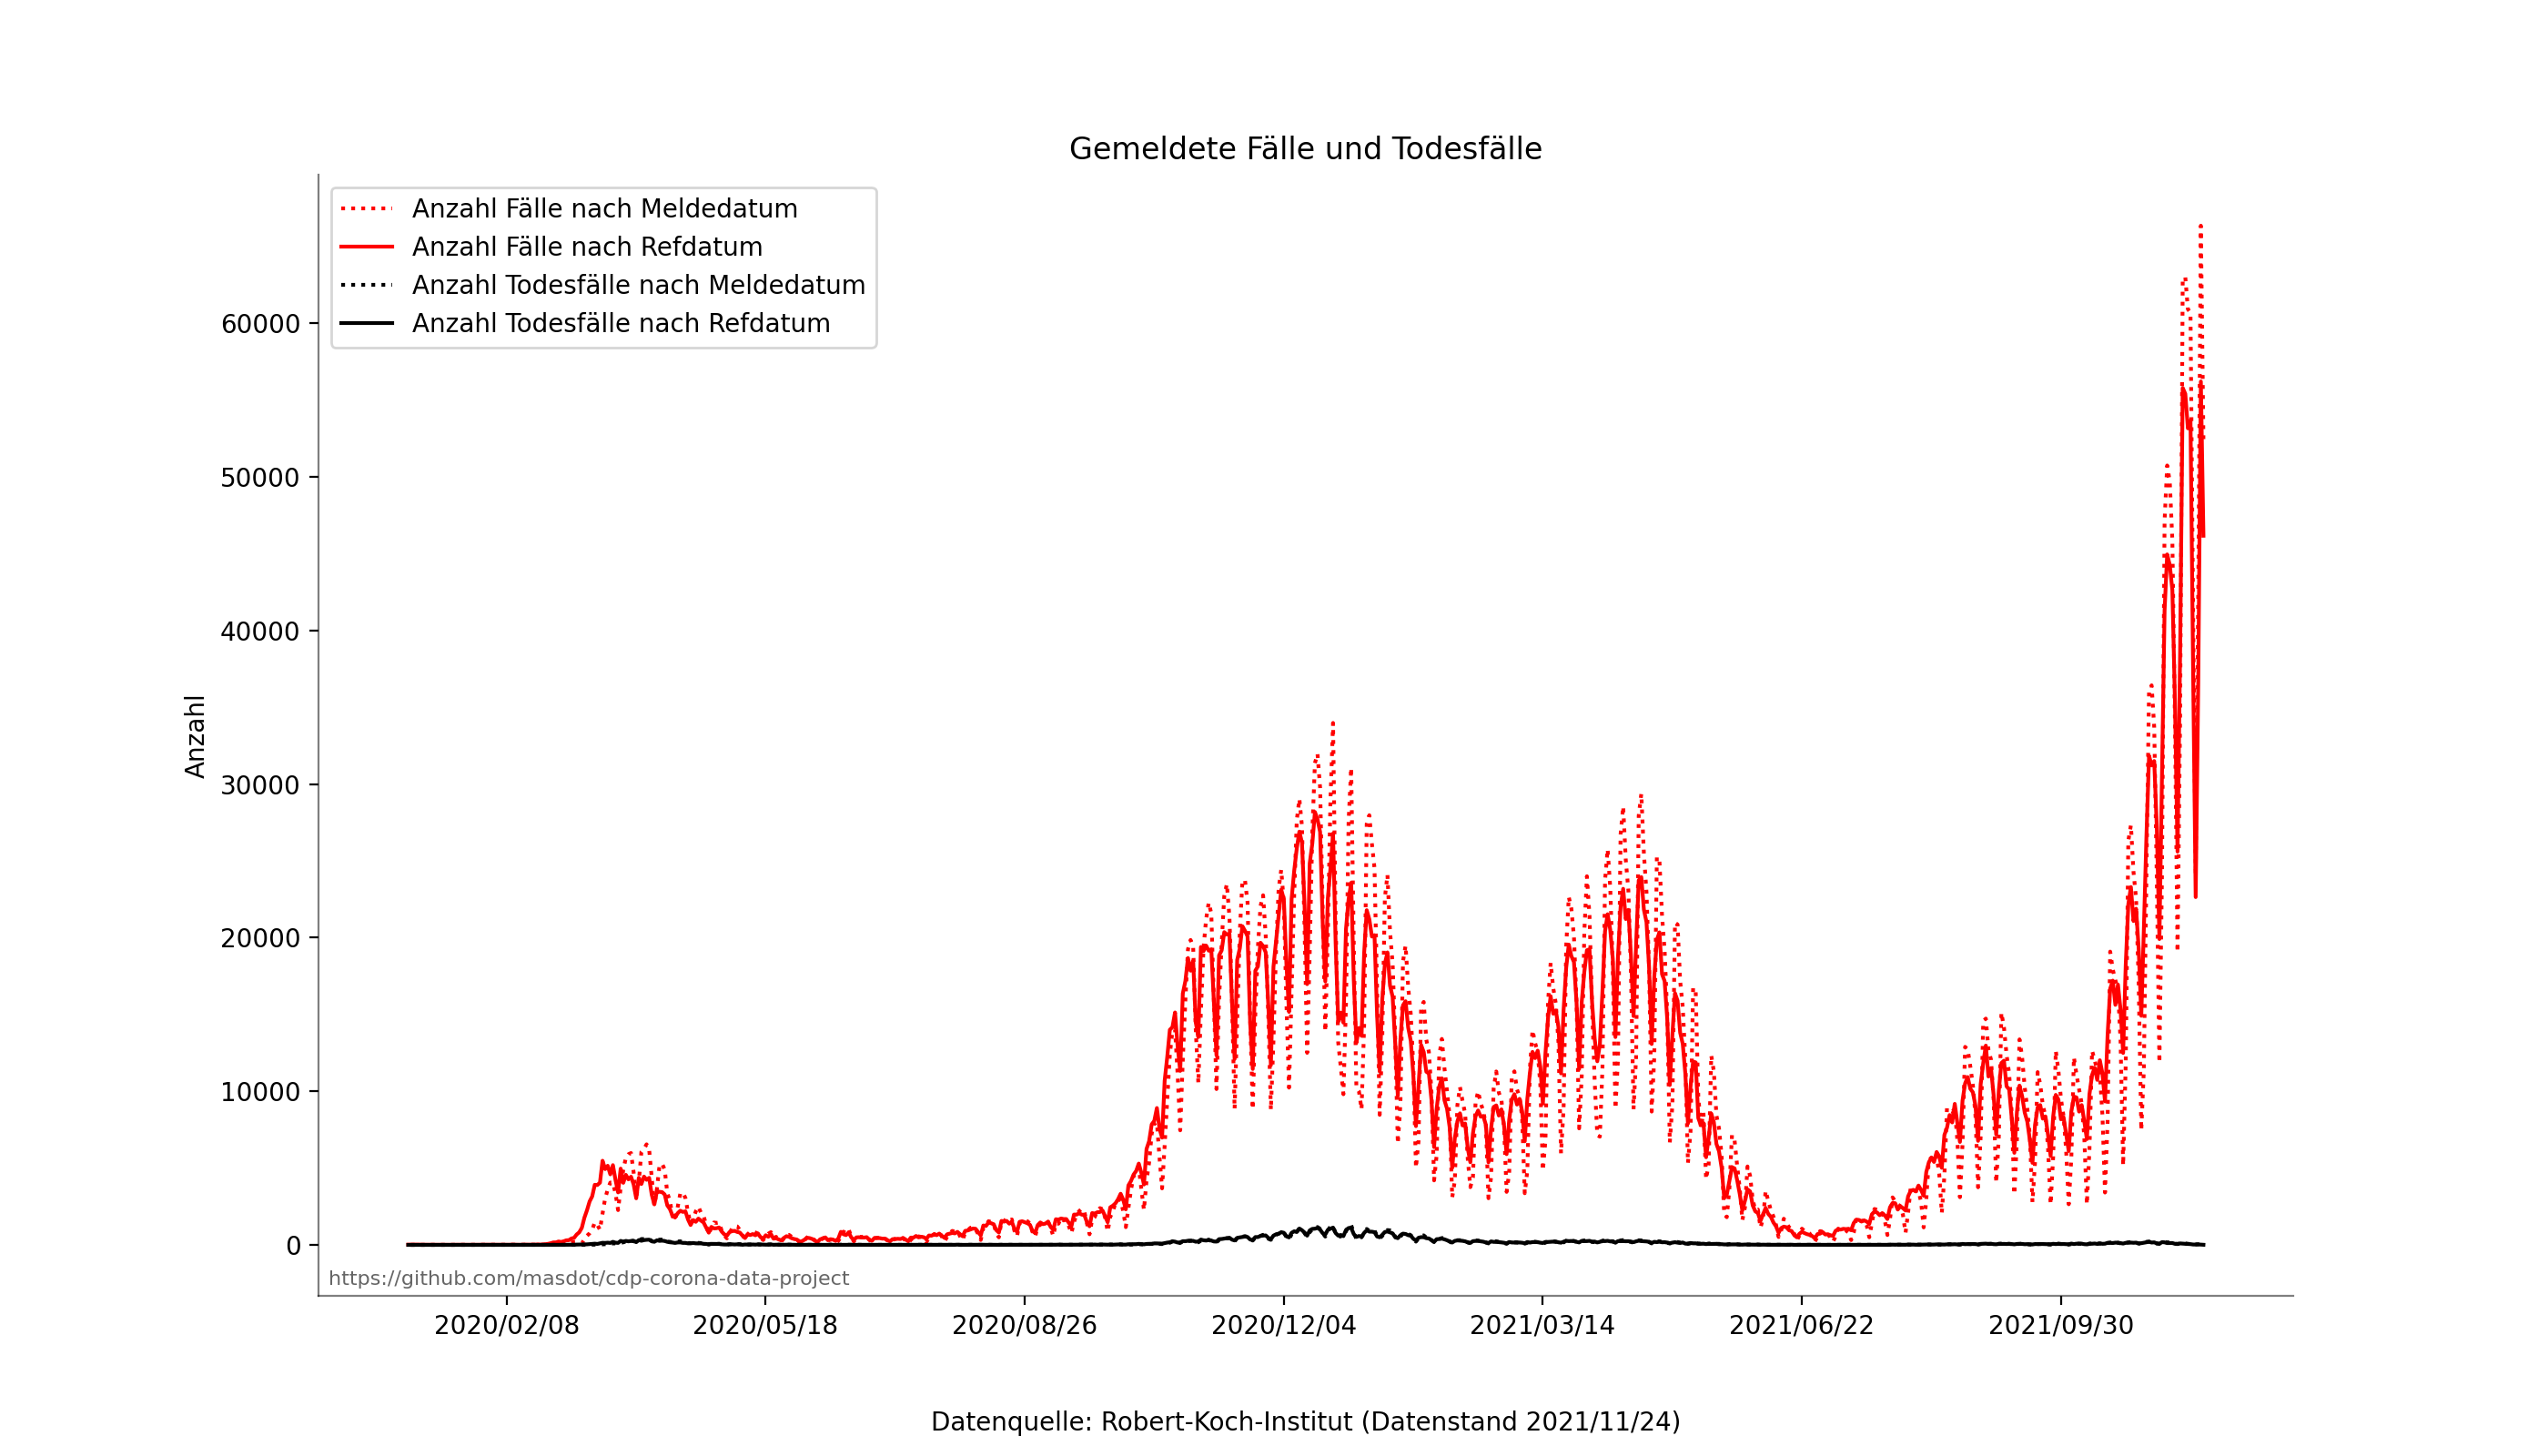 Gemeldete Fälle und Todesfälle
Anzahl Fälle nach Meldedatum
Anzahl Fälle nach Refdatum
Anzahl Todesfälle nach Meldedatum
Anzahl Todesfälle nach Refdatum
60000
50000
40000
30000
20000
10000
0
Anzahl
https://github.com/masdot/cdp-corona-data-project
2020/02/08 2020/05/18 2020/08/26 2020/12/04 2021/03/14 2021/06/22 2021/09/30
Datenquelle: Robert-Koch-Institut (Datenstand 2021/11/24)